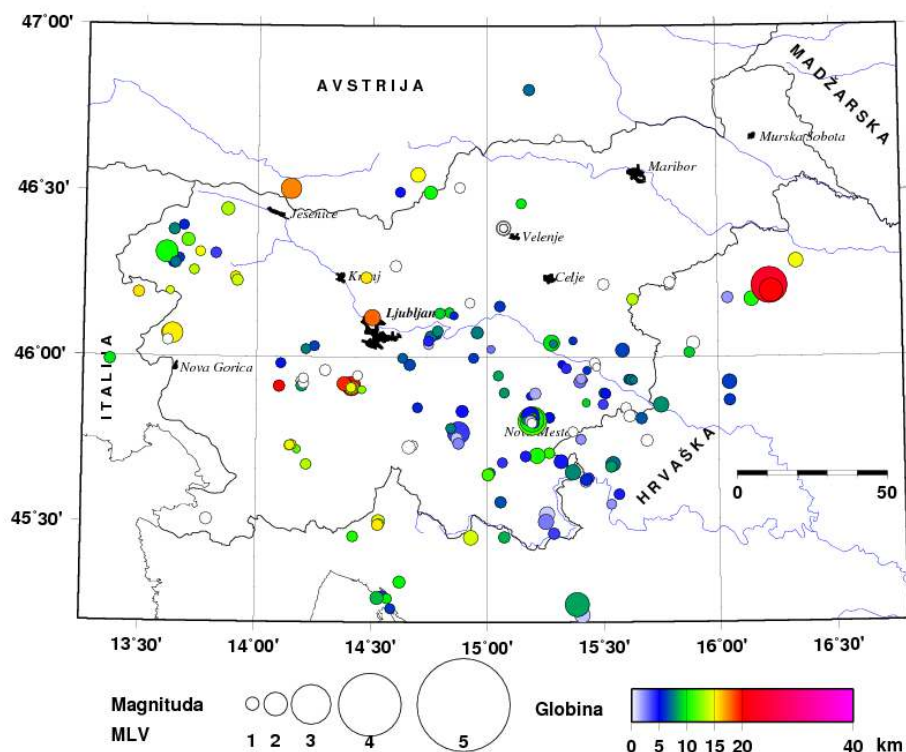 47˚00'
46˚30'
46˚00'
45˚30'
AVSTRIJA
MADŽARSKA
ITALIJA
HRVAŠKA
Murska Sobota
Maribor
Jesenice
Velenje
Kranj
Celje
Ljubljan
Nova Gorica
Novo Mesto
0 50
13˚30' 14˚00' 14˚30' 15˚00' 15˚30' 16˚00' 16˚30'
Magnituda
MLV
1 2 3 4 5
Globina
0 5 10 15 20 40 km